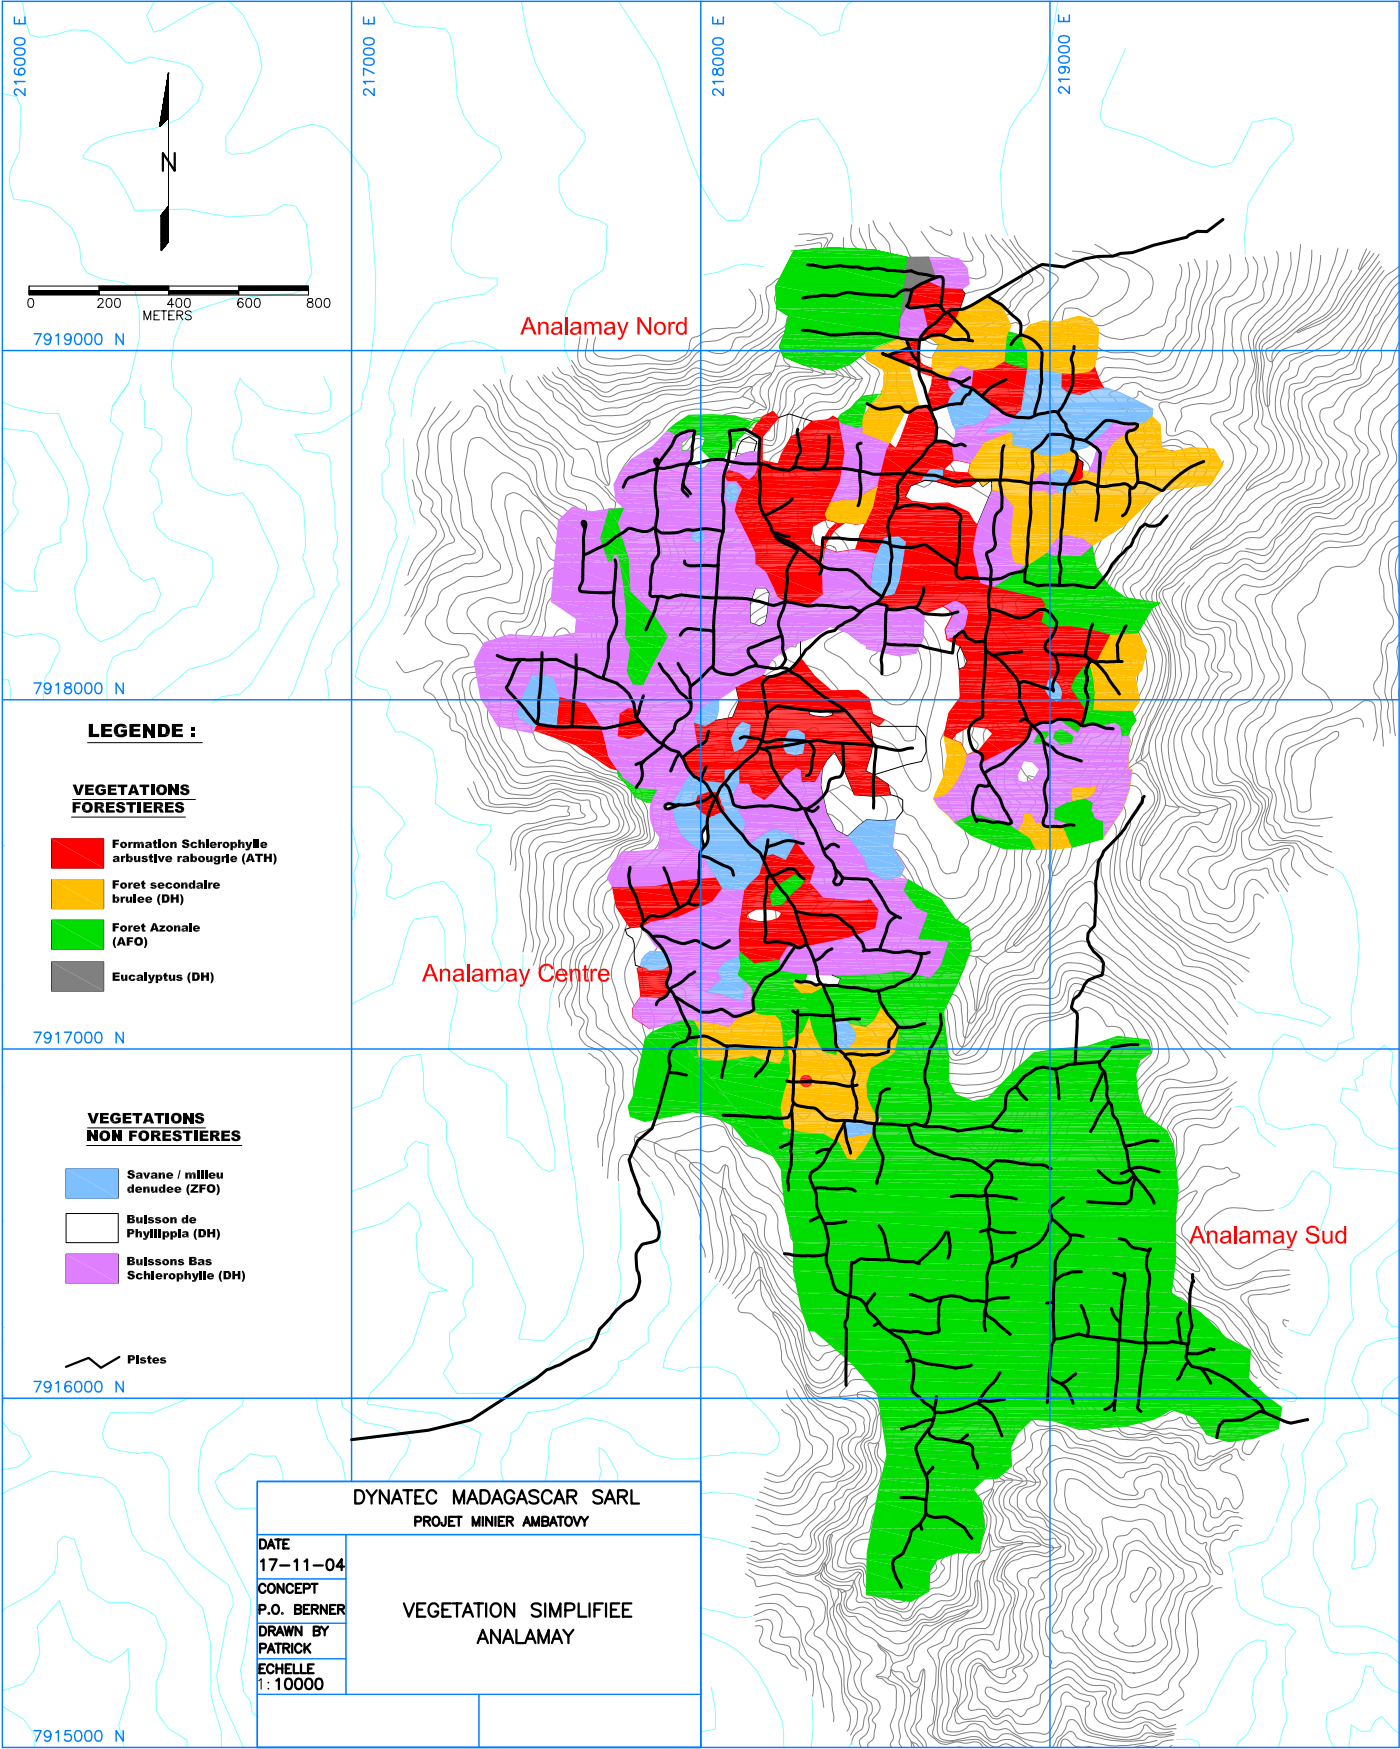 216000 E
217000 E
218000 E
219000 E
N
0 200 400 600 800
METERS
7919000 N
Analamay Nord
7918000 N
LEGENDE :
VEGETATIONS
FORESTIERES
Formation Schlerophylle
arbustive rabougrie (ATH)
Foret secondaire
brulee (DH)
Foret Azonale
(AFO)
Eucalyptus (DH)
Analamay Centre
7917000 N
VEGETATIONS
NON FORESTIERES
Savane / milieu
denudee (ZFO)
Buisson de
Phyllippia (DH)
Buissons Bas
Schlerophylle (DH)
Analamay Sud
Pistes
7916000 N
DYNATEC MADAGASCAR SARL
PROJET MINIER AMBATOVY
DATE
17-11-04
CONCEPT
P.O. BERNER
DRAWN BY
PATRICK
ECHELLE
1:10000
VEGETATION SIMPLIFIEE
ANALAMAY
7915000 N